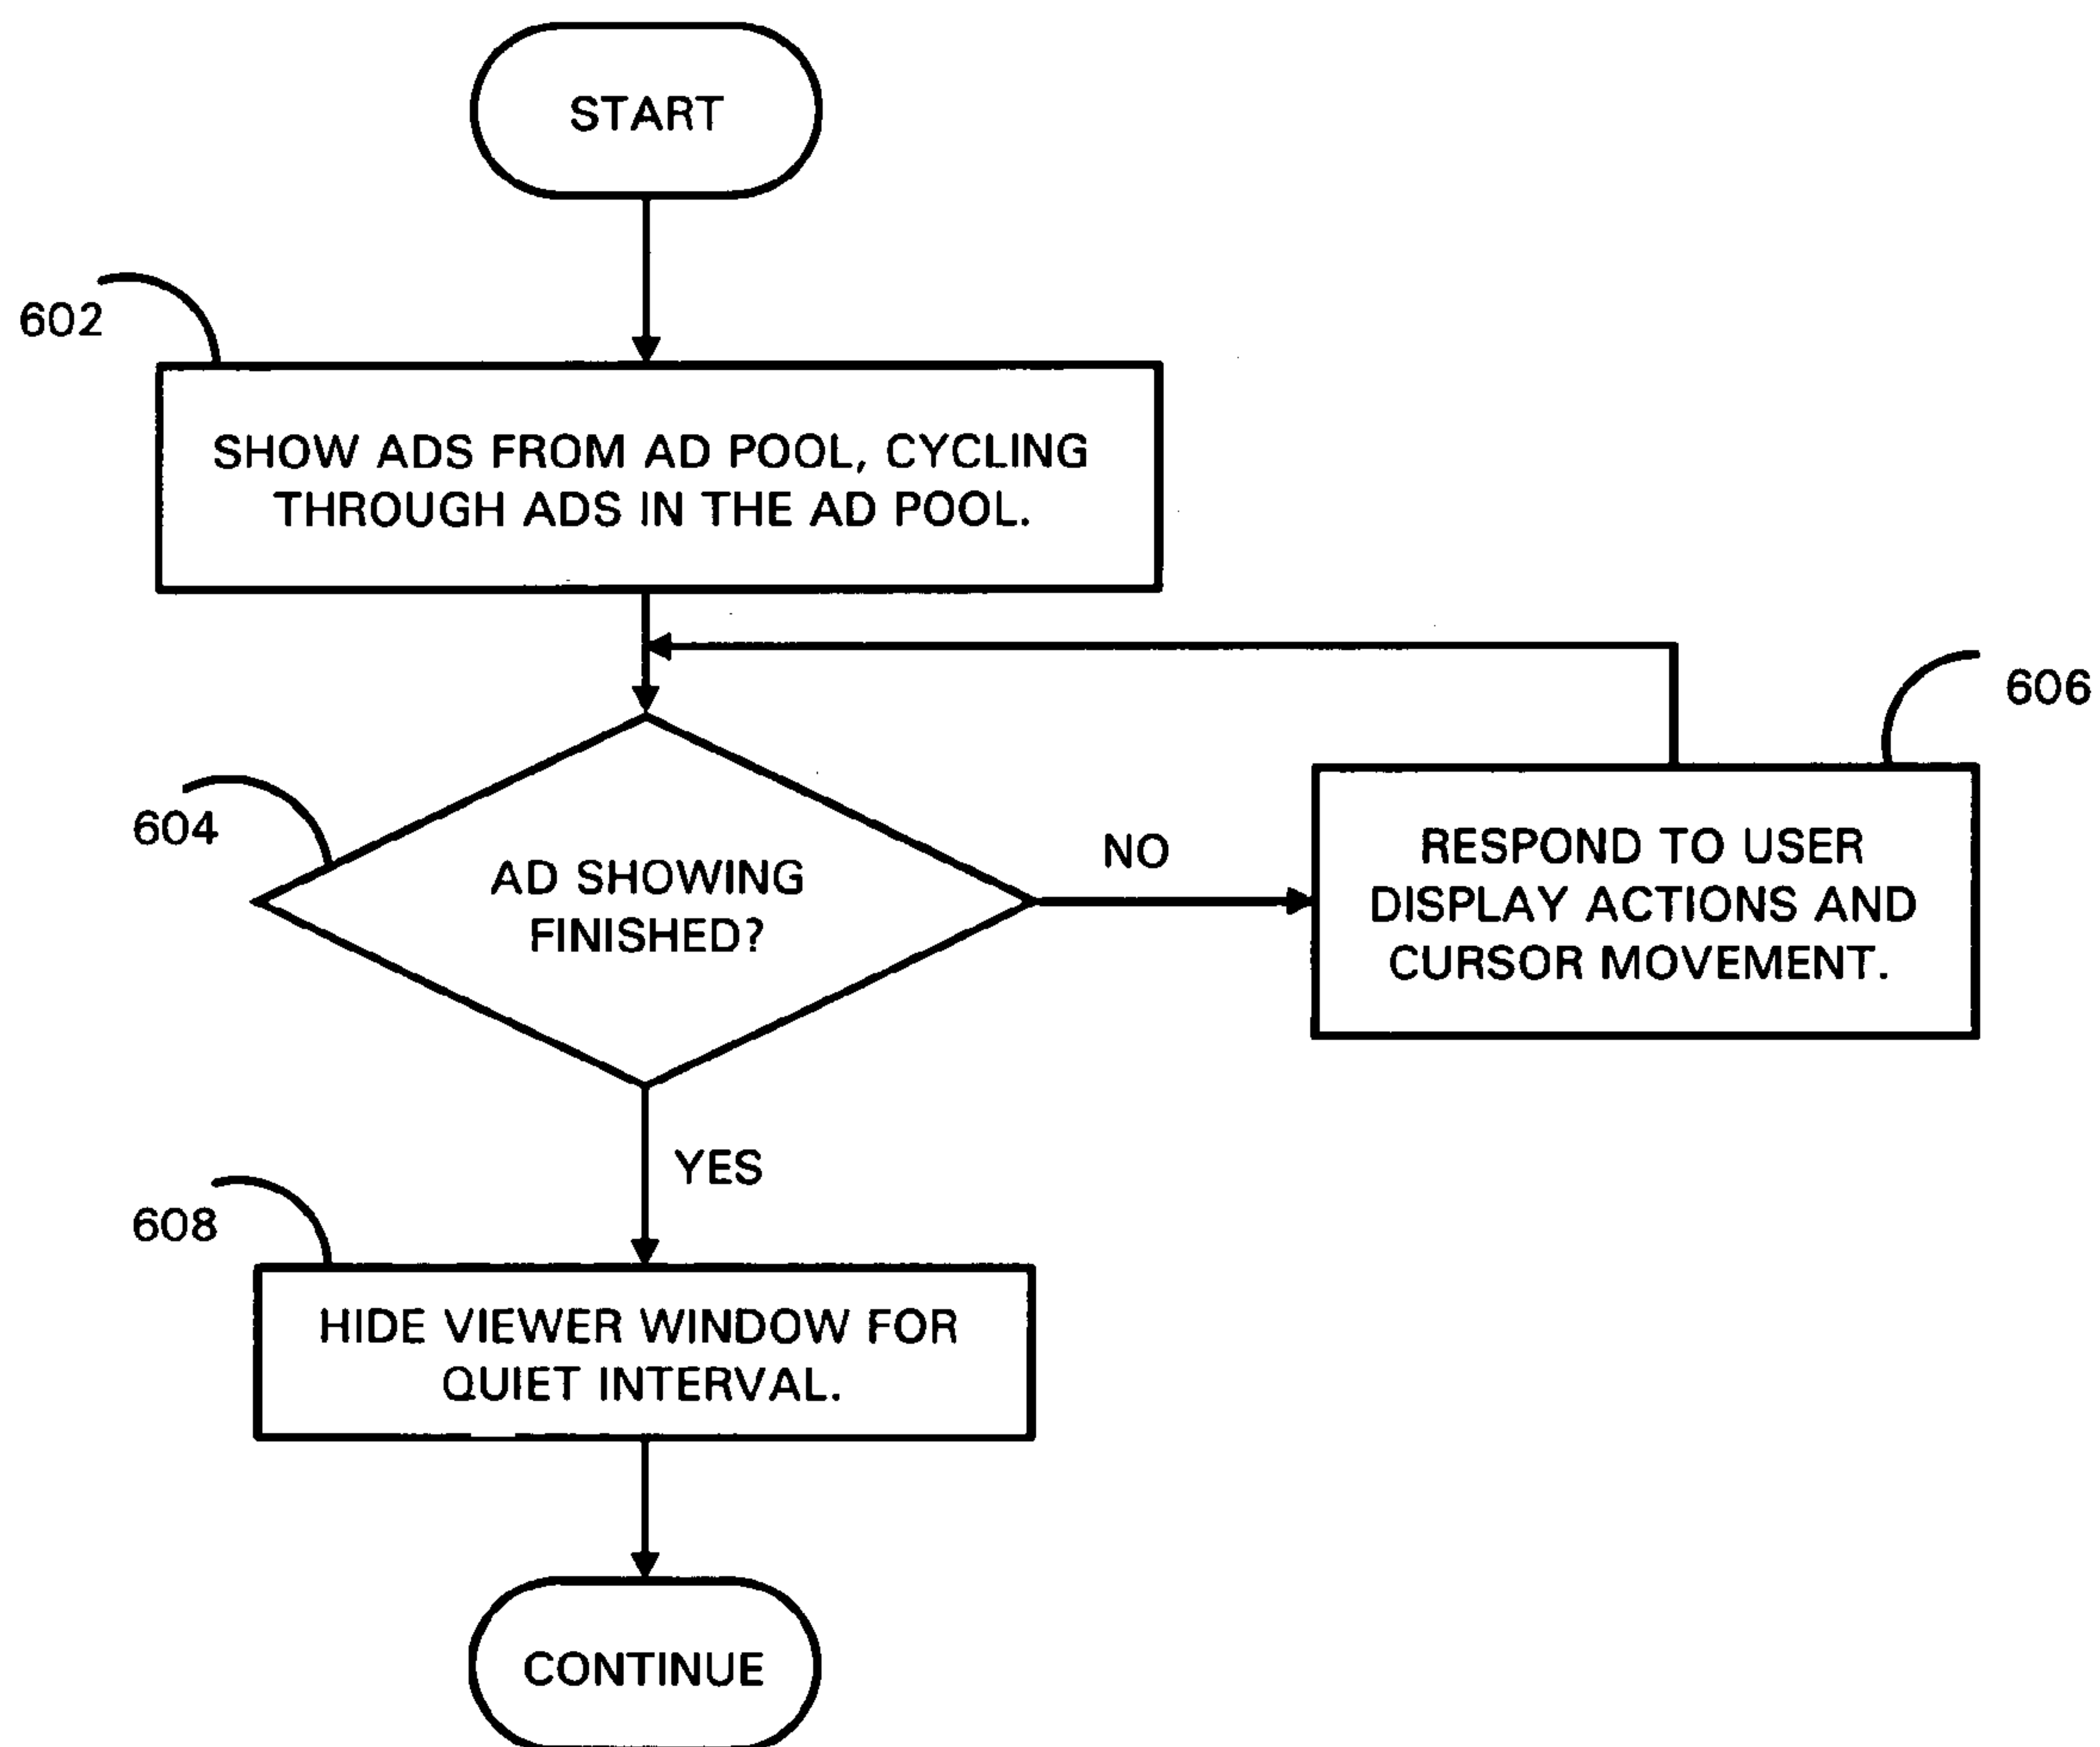 START
602
SHOW ADS FROM AD POOL, CYCLING
THROUGH ADS IN THE AD POOL.
606
604
AD SHOWING
FINISHED?
NO
RESPOND TO USER
DISPLAY ACTIONS AND
CURSOR MOVEMENT.
YES
608
HIDE VIEWER WINDOW FOR
QUIET INTERVAL.
CONTINUE